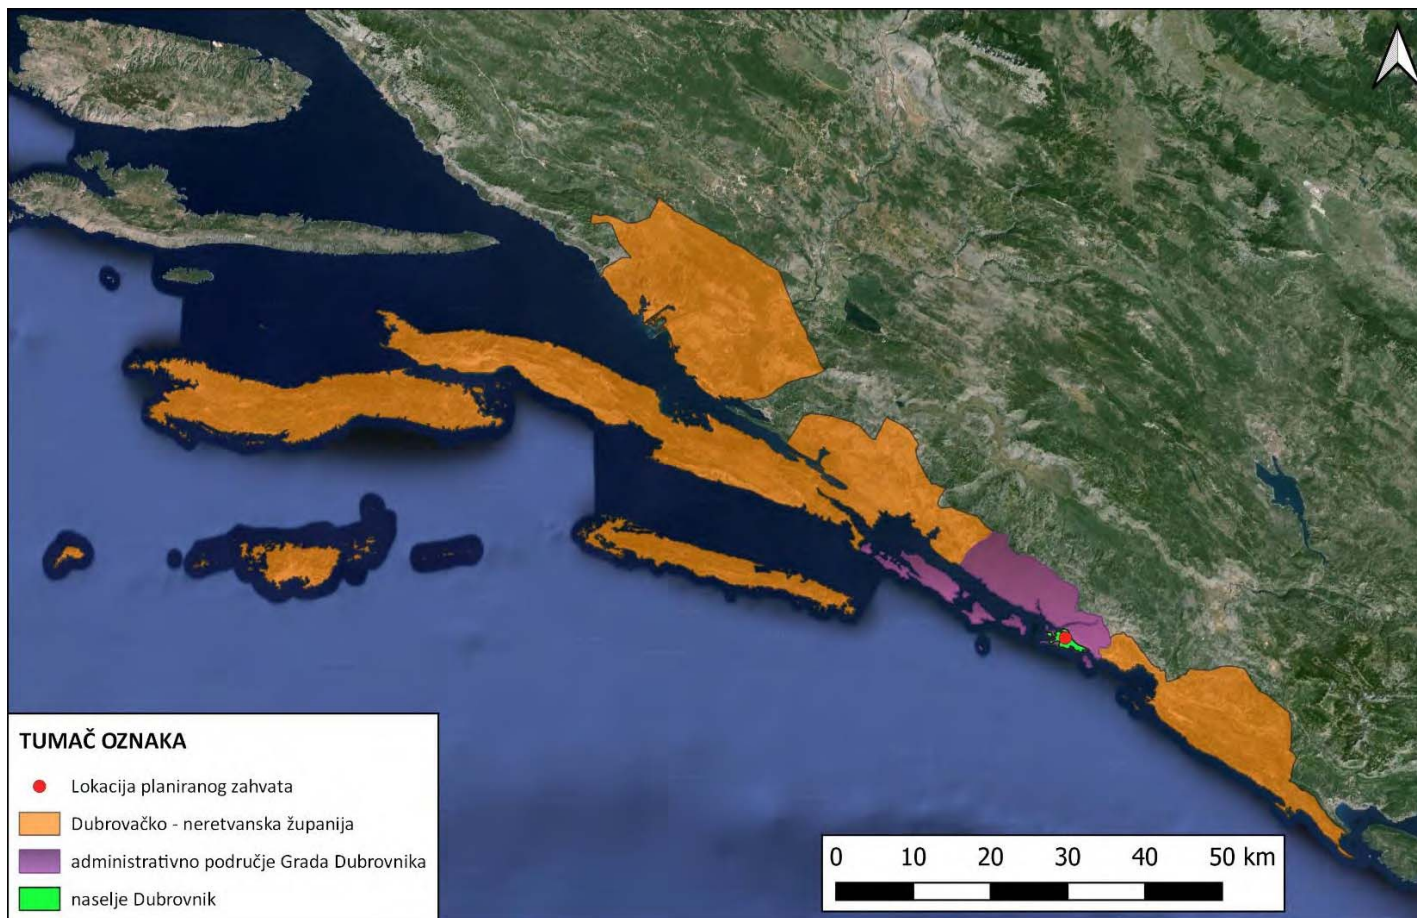 TUMAČ OZNAKA
Lokacija planiranog zahvata
Dubrovačko - neretvanska županija
administrativno područje Grada Dubrovnika
naselje Dubrovnik
0 10 20 30 40 50 km